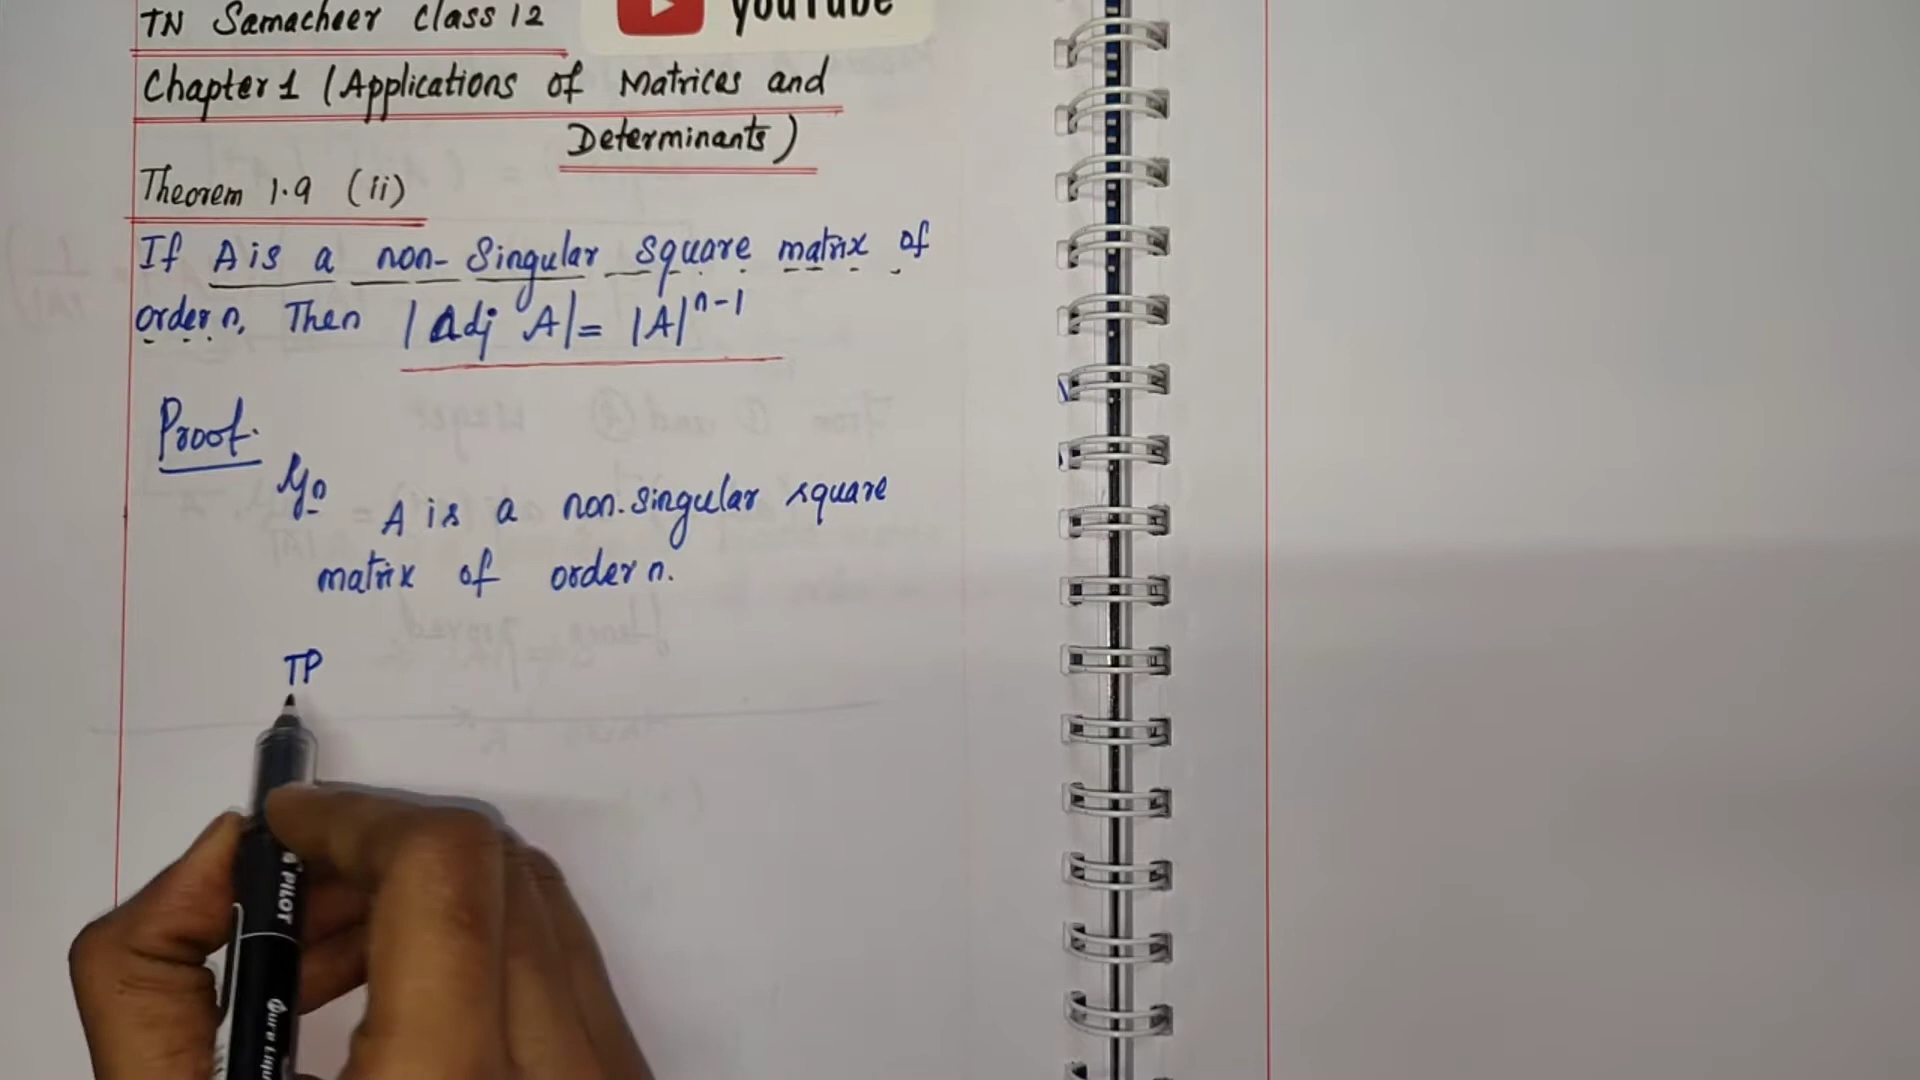 TN Samacheer Class 12
YouTube
Chapter 1 (Applications of Matrices and
Determinants)
Theorem 1.9 (ii)
If A is a non-Singular square matrix of
order n, Then |Adj A| = |A|^{n-1}
Proof.
A is a non-singular square
matrix of order n.
TP
PILOT